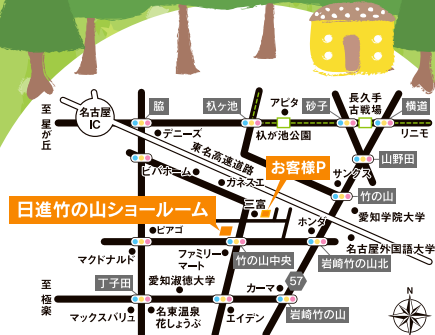 至 星が丘
名古屋
IC
脇
杁ヶ池
アピタ
砂子
長久手
古戦場
横道
デニーズ
杁が池公園
リニモ
東名高速道路
ビバホーム
カネスエ
お客様P
サンクス
山野田
竹の山
日進竹の山ショールーム
三富
愛知学院大学
ピアゴ
ホンダ
名古屋外国語大学
マクドナルド
ファミリー
マート
竹の山中央
岩崎竹の山北
至 極楽
丁子田
愛知淑徳大学
カーマ
57
岩崎竹の山
マックスバリュ
名東温泉
花しょうぶ
エイデン
N